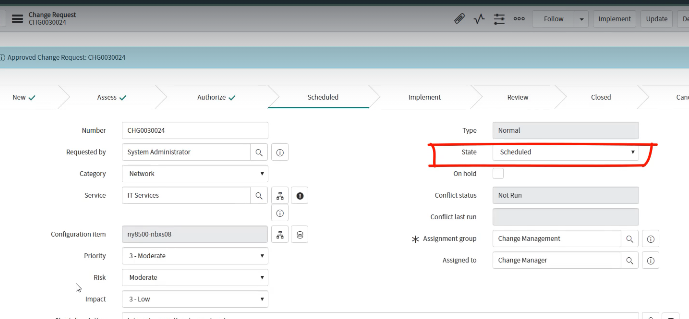 Change Request
CHG0030024
Follow
Implement
Update
Approved Change Request: CHG0030024
New
Assess
Authorize
Scheduled
Implement
Review
Closed
Number
CHG0030024
Type
Normal
Requested by
System Administrator
State
Scheduled
Category
Network
On hold
Service
IT Services
Conflict status
Not Run
Conflict last run
Configuration item
ny8500-nbxs08
Assignment group
Change Management
Priority
3 - Moderate
Assigned to
Change Manager
Risk
Moderate
Impact
3 - Low